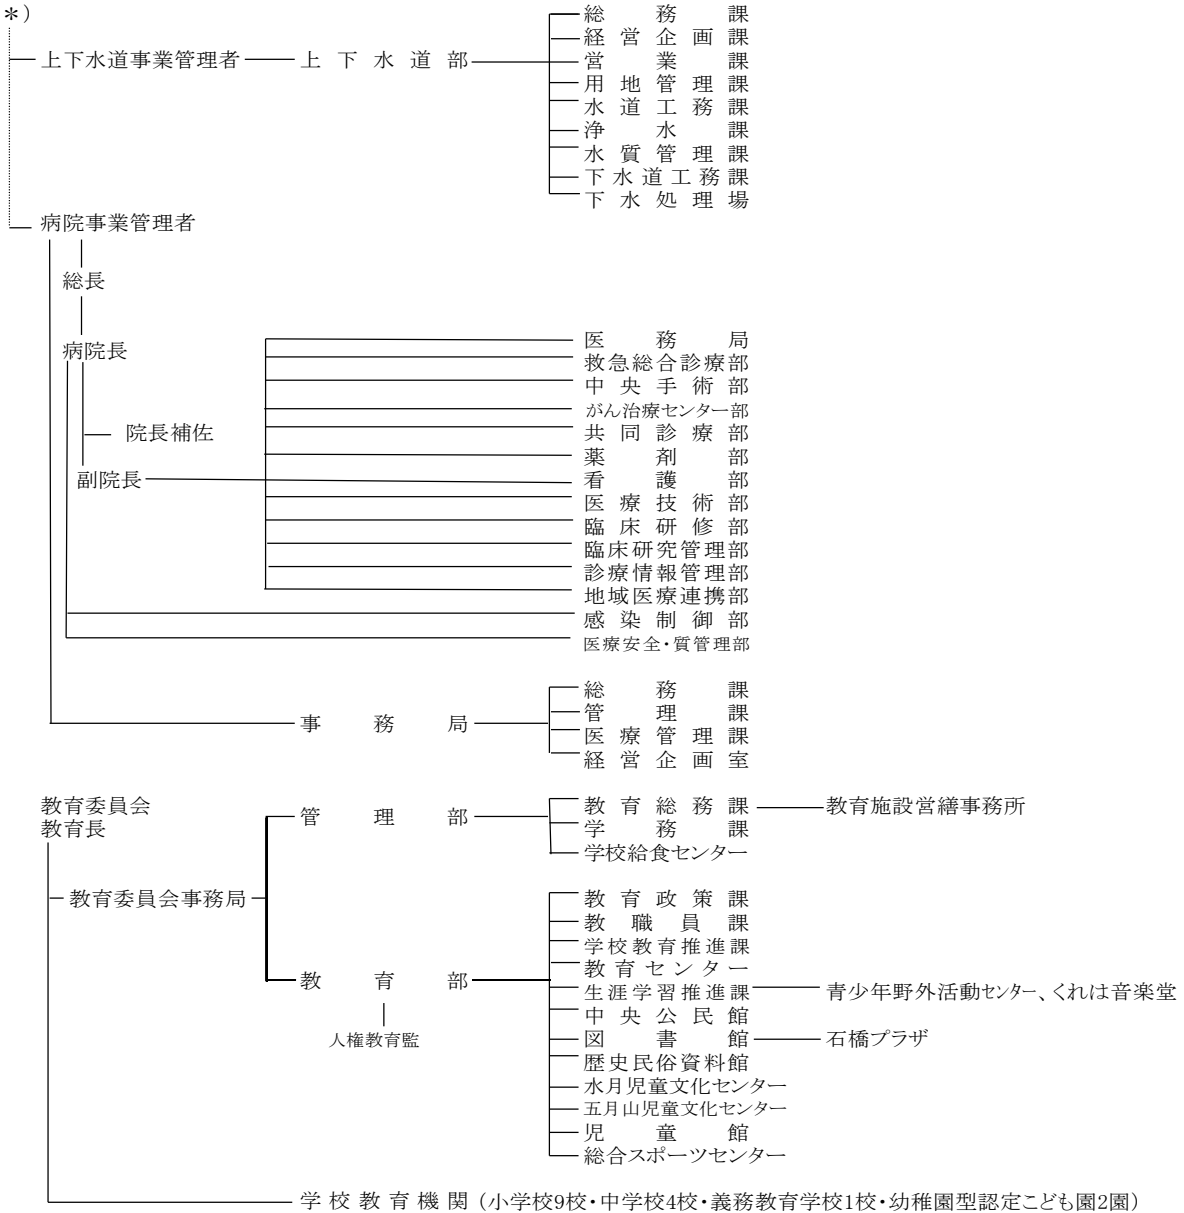 ＊）
総務課
経営企画課
上下水道事業管理者 上下水道部 営業課
用地管理課
水道工務課
浄水課
水質管理課
下水道工務課
下水処理場
病院事業管理者
総長
医務局
病院長
救急総合診療部
中央手術部
がん治療センター部
院長補佐 共同診療部
薬剤部
副院長 看護部
医療技術部
臨床研修部
臨床研究管理部
診療情報管理部
地域医療連携部
感染制御部
医療安全・質管理部
総務課
管理課
事務局
医療管理課
経営企画室
教育委員会 教育総務課 教育施設営繕事務所
管理部
教育長 学務課
学校給食センター
教育委員会事務局 教育政策課
教職員課
学校教育推進課
教育センター
教育部
生涯学習推進課 青少年野外活動センター、くれは音楽堂
中央公民館
人権教育監 図書館 石橋プラザ
歴史民俗資料館
水月児童文化センター
五月山児童文化センター
児童館
総合スポーツセンター
学校教育機関（小学校9校・中学校4校・義務教育学校1校・幼稚園型認定こども園2園）